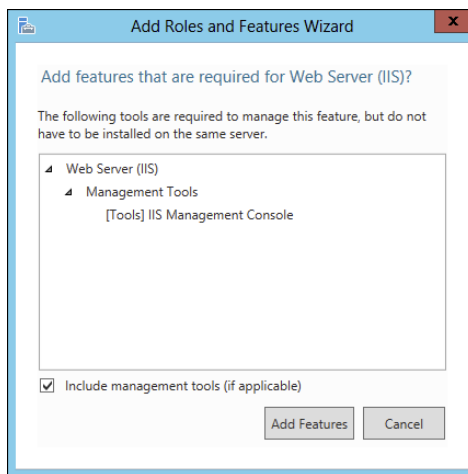 Add Roles and Features Wizard
x
Add features that are required for Web Server (IIS)?
The following tools are required to manage this feature, but do not
have to be installed on the same server.
Web Server (IIS)
Management Tools
[Tools] IIS Management Console
Include management tools (if applicable)
Add Features Cancel